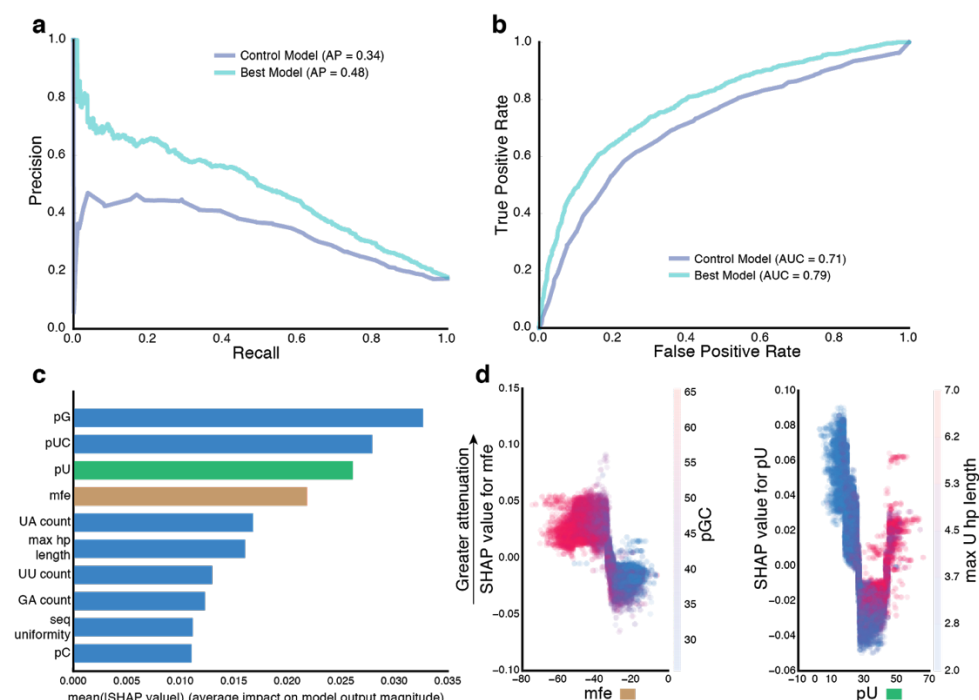 a
1.0
0.8
0.6
0.4
0.2
0.0
Precision
Control Model (AP = 0.34)
Best Model (AP = 0.48)
0.0
0.2
0.4
0.6
0.8
1.0
Recall
b
1.0
0.8
0.6
0.4
0.2
0.0
True Positive Rate
Control Model (AUC = 0.71)
Best Model (AUC = 0.79)
0.0
0.2
0.4
0.6
0.8
1.0
False Positive Rate
c
pG
pUC
pU
mfe
UA count
max hp
length
UU count
GA count
seq
uniformity
pC
0.000
0.005
0.010
0.015
0.020
0.025
0.030
0.035
mean(|SHAP value|) (average impact on model output magnitude)
d
0.15
0.10
0.05
0.00
−0.05
−0.10
Greater attenuation
SHAP value for mfe
−80
−60
−40
−20
0
mfe
65
60
55
50
45
40
35
30
pGC
0.10
0.08
0.06
0.04
0.02
0.00
−0.02
−0.04
−0.06
SHAP value for pU
−10
0
10
30
50
70
pU
7.0
6.2
5.3
4.5
3.7
2.8
2.0
max U hp length